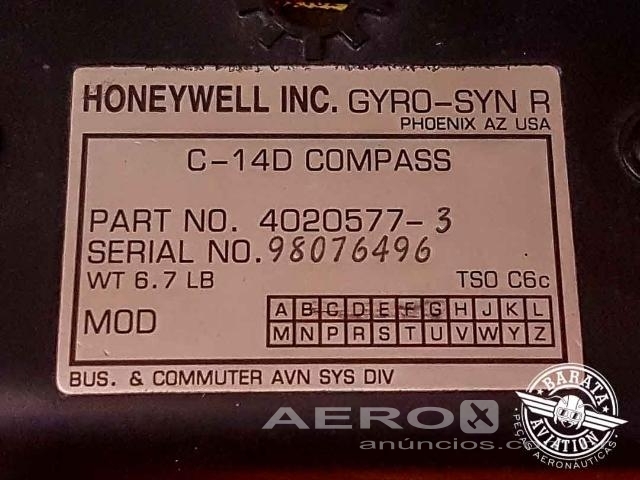 HONEYWELL INC. GYRO-SYN R
PHOENIX AZ USA
C-14D COMPASS
PART NO. 4020577-3
SERIAL NO. 98076496
WT 6.7 LB TSO C6c
MOD
A B C D E F G H J K L
M N P R S T U V W Y Z
BUS. & COMMUTER AVN SYS DIV
AERO X
anúncios.c
BARATA
AVIATION
PEÇAS AERONÁUTICAS